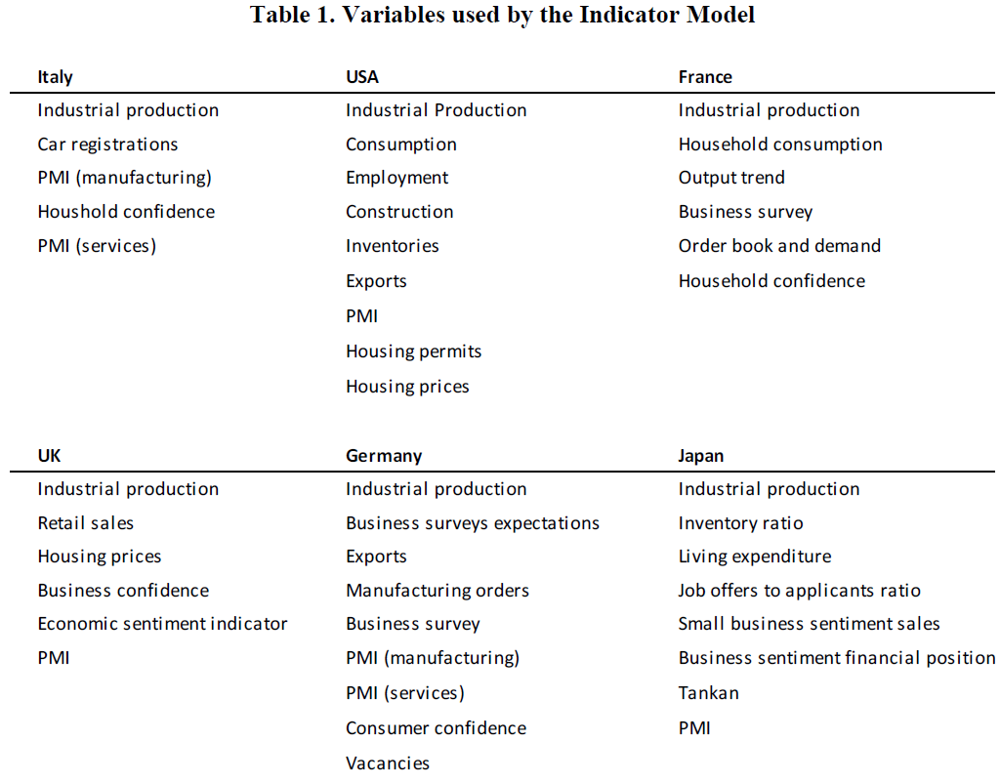 Table 1. Variables used by the Indicator Model
Italy USA France
Industrial production Industrial Production Industrial production
Car registrations Consumption Household consumption
PMI (manufacturing) Employment Output trend
Houshold confidence Construction Business survey
PMI (services) Inventories Order book and demand
Exports Household confidence
PMI
Housing permits
Housing prices
UK Germany Japan
Industrial production Industrial production Industrial production
Retail sales Business surveys expectations Inventory ratio
Housing prices Exports Living expenditure
Business confidence Manufacturing orders Job offers to applicants ratio
Economic sentiment indicator Business survey Small business sentiment sales
PMI PMI (manufacturing) Business sentiment financial position
PMI (services) Tankan
Consumer confidence PMI
Vacancies